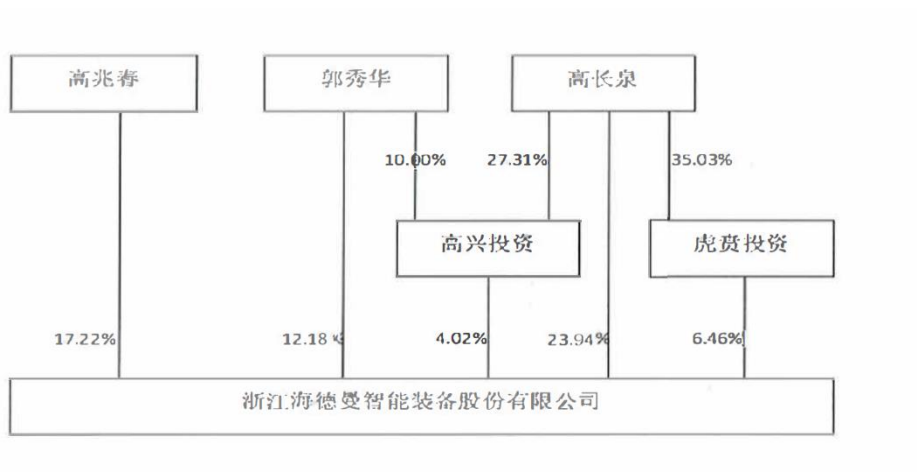 高兆春 郭秀华 高长泉
10.00% 27.31% 35.03%
高兴投资 虎贲投资
17.22% 12.18% 4.02% 23.94% 6.46%
浙江海德曼智能装备股份有限公司